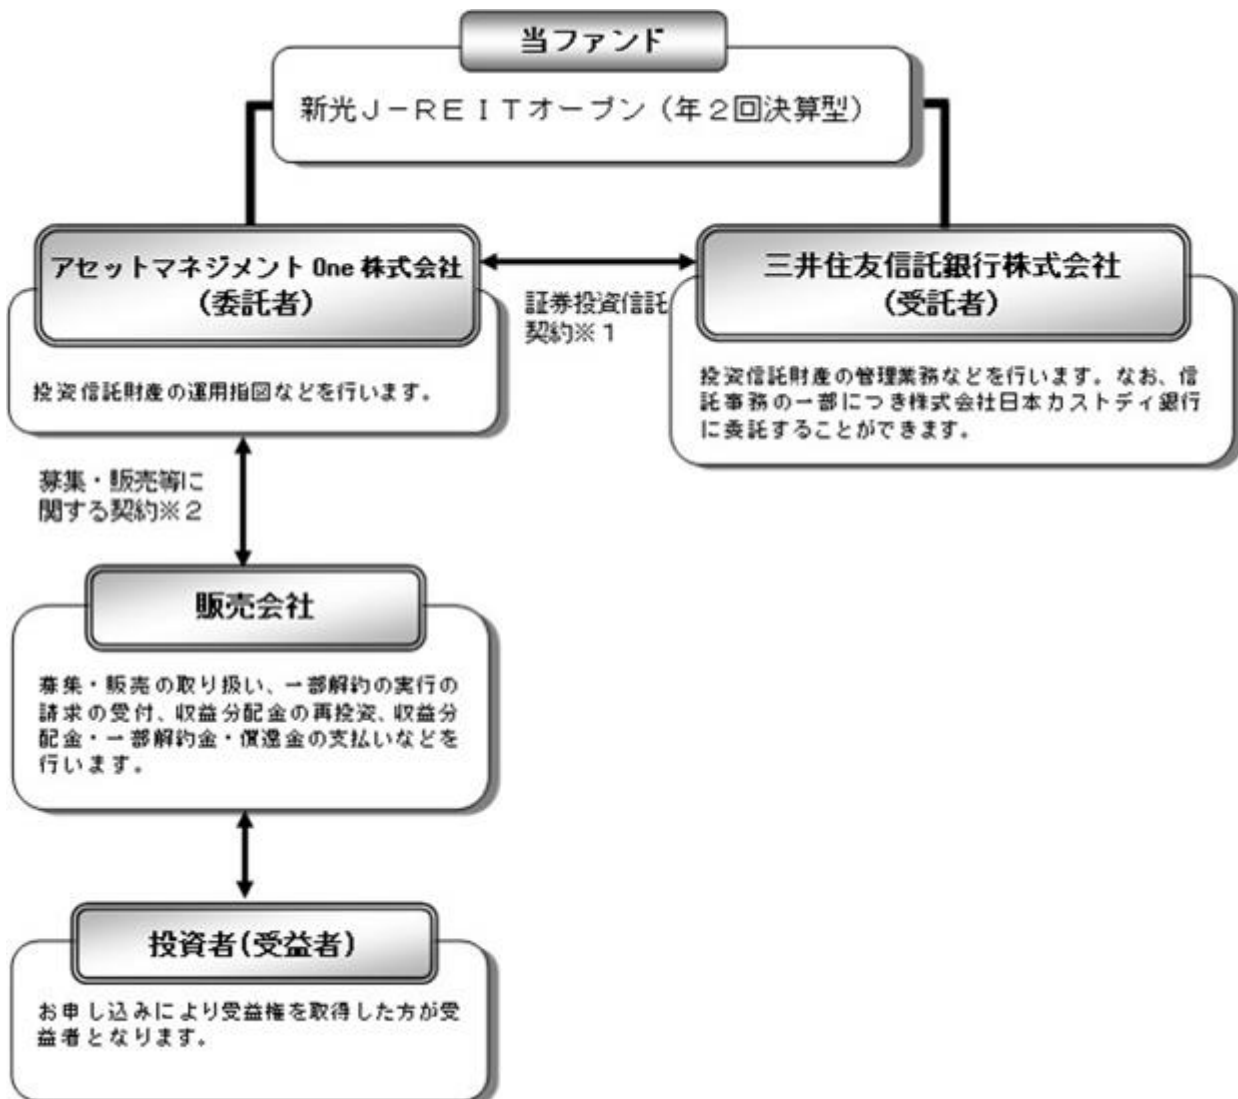 当ファンド
新光J-REITオープン（年2回決算型）
アセットマネジメントOne株式会社
（委託者）
投資信託財産の運用指図などを行います。
証券投資信託
契約※1
三井住友信託銀行株式会社
（受託者）
投資信託財産の管理業務などを行います。なお、信
託事務の一部につき株式会社日本カストディ銀行
に委託することができます。
募集・販売等に
関する契約※2
販売会社
募集・販売の取り扱い、一部解約の実行の
請求の受付、収益分配金の再投資、収益分
配金・一部解約金・償還金の支払いなどを
行います。
投資者(受益者)
お申し込みにより受益権を取得した方が受
益者となります。